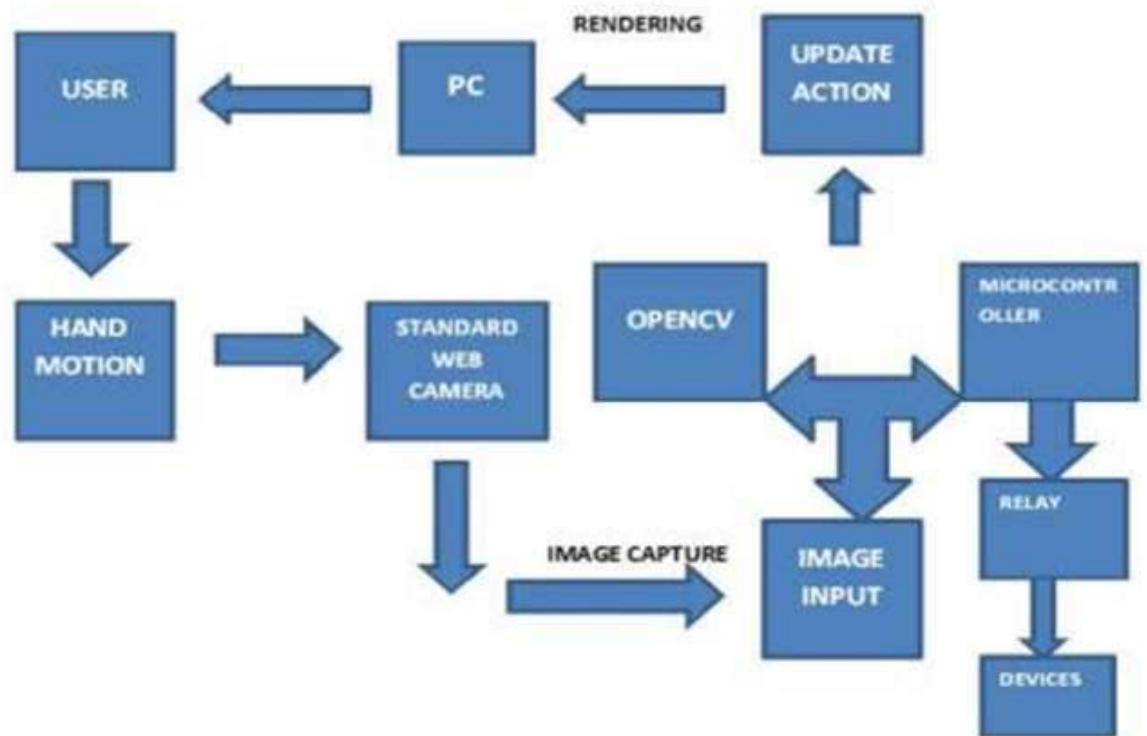 RENDERING
USER
PC
UPDATE
ACTION
HAND
MOTION
STANDARD
WEB
CAMERA
OPENCV
MICROCONTR
OLLER
RELAY
IMAGE CAPTURE
IMAGE
INPUT
DEVICES